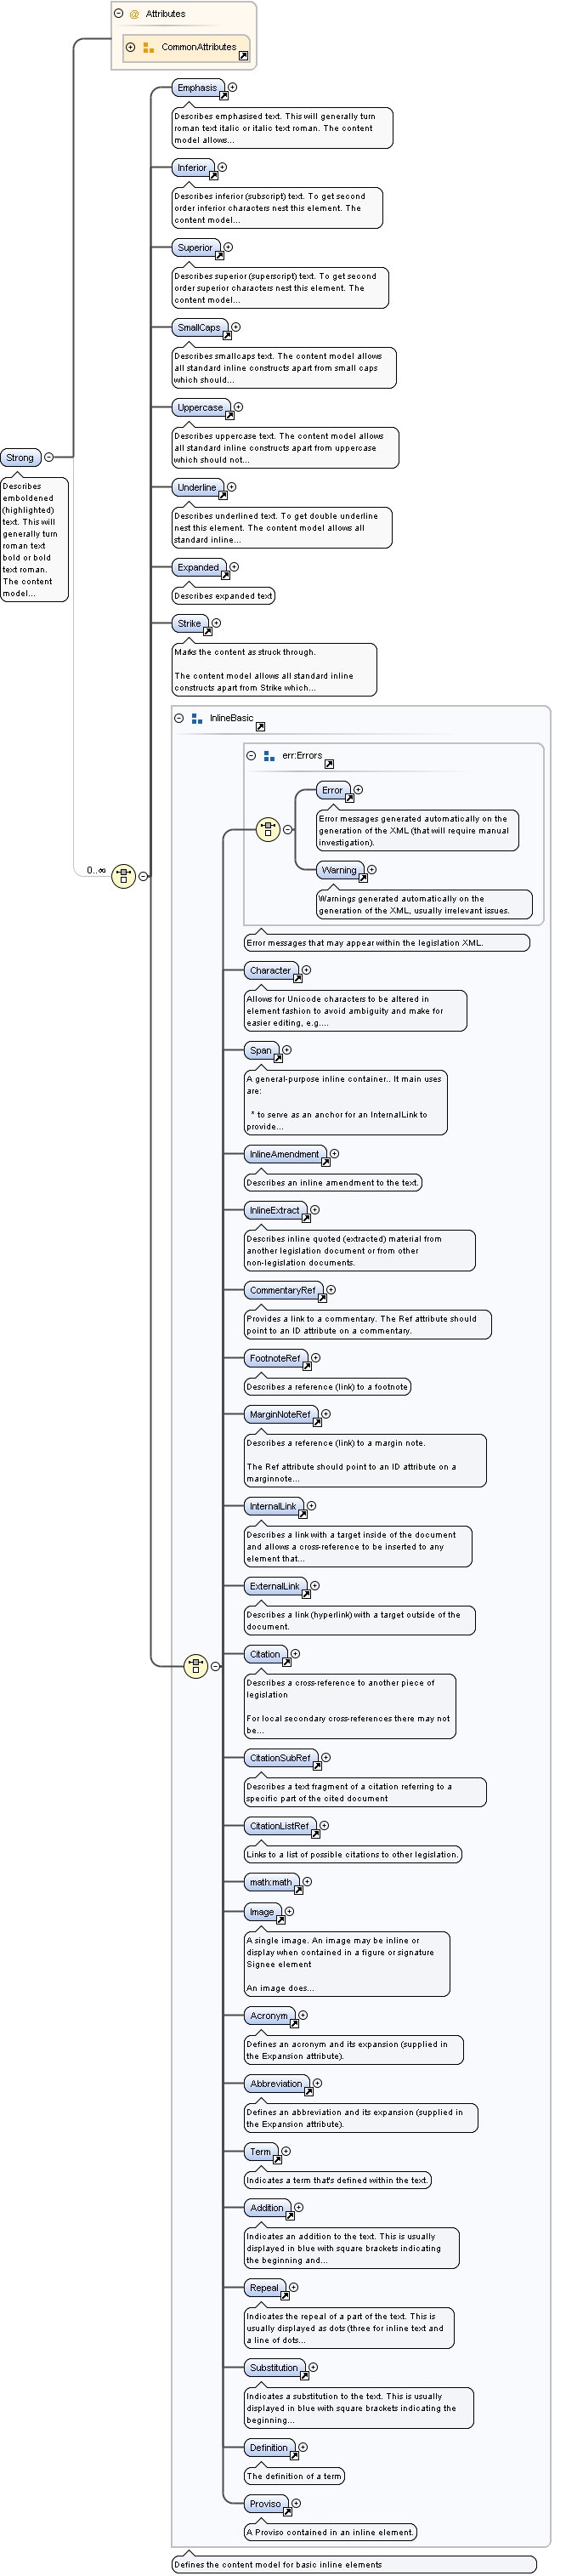 @ Attributes
CommonAttributes
Emphasis
Describes emphasised text. This will generally turn
roman text italic or italic text roman. The content
model allows...
Inferior
Describes inferior (subscript) text. To get second
order inferior characters nest this element. The
content model...
Superior
Describes superior (superscript) text. To get second
order superior characters nest this element. The
content model...
SmallCaps
Describes smallcaps text. The content model allows
all standard inline constructs apart from small caps
which should...
Uppercase
Describes uppercase text. The content model allows
all standard inline constructs apart from uppercase
which should not...
Strong
Describes
emboldened
(highlighted)
text. This will
generally turn
roman text
bold or bold
text roman.
The content
model...
Underline
Describes underlined text. To get double underline
nest this element. The content model allows all
standard inline...
Expanded
Describes expanded text
Strike
Marks the content as struck through.
The content model allows all standard inline
constructs apart from Strike which...
0..∞
InlineBasic
err:Errors
Error
Error messages generated automatically on the
generation of the XML (that will require manual
investigation).
Warning
Warnings generated automatically on the
generation of the XML, usually irrelevant issues.
Error messages that may appear within the legislation XML.
Character
Allows for Unicode characters to be altered in
element fashion to avoid ambiguity and make for
easier editing, e.g....
Span
A general-purpose inline container.. It main uses
are:
* to serve as an anchor for an InternalLink to
provide...
InlineAmendment
Describes an inline amendment to the text.
InlineExtract
Describes inline quoted (extracted) material from
another legislation document or from other
non-legislation documents.
CommentaryRef
Provides a link to a commentary. The Ref attribute should
point to an ID attribute on a commentary.
FootnoteRef
Describes a reference (link) to a footnote
MarginNoteRef
Describes a reference (link) to a margin note.
The Ref attribute should point to an ID attribute on a
marginnote...
InternalLink
Describes a link with a target inside of the document
and allows a cross-reference to be inserted to any
element that...
ExternalLink
Describes a link (hyperlink) with a target outside of the
document.
Citation
Describes a cross-reference to another piece of
legislation
For local secondary cross-references there may not
be...
CitationSubRef
Describes a text fragment of a citation referring to a
specific part of the cited document
CitationListRef
Links to a list of possible citations to other legislation.
math:math
Image
A single image. An image may be inline or
display when contained in a figure or signature
Signee element
An image does...
Acronym
Defines an acronym and its expansion (supplied in
the Expansion attribute).
Abbreviation
Defines an abbreviation and its expansion (supplied in
the Expansion attribute).
Term
Indicates a term that's defined within the text.
Addition
Indicates an addition to the text. This is usually
displayed in blue with square brackets indicating
the beginning and...
Repeal
Indicates the repeal of a part of the text. This is
usually displayed as dots (three for inline text and
a line of dots...
Substitution
Indicates a substitution to the text. This is usually
displayed in blue with square brackets indicating the
beginning...
Definition
The definition of a term
Proviso
A Proviso contained in an inline element.
Defines the content model for basic inline elements